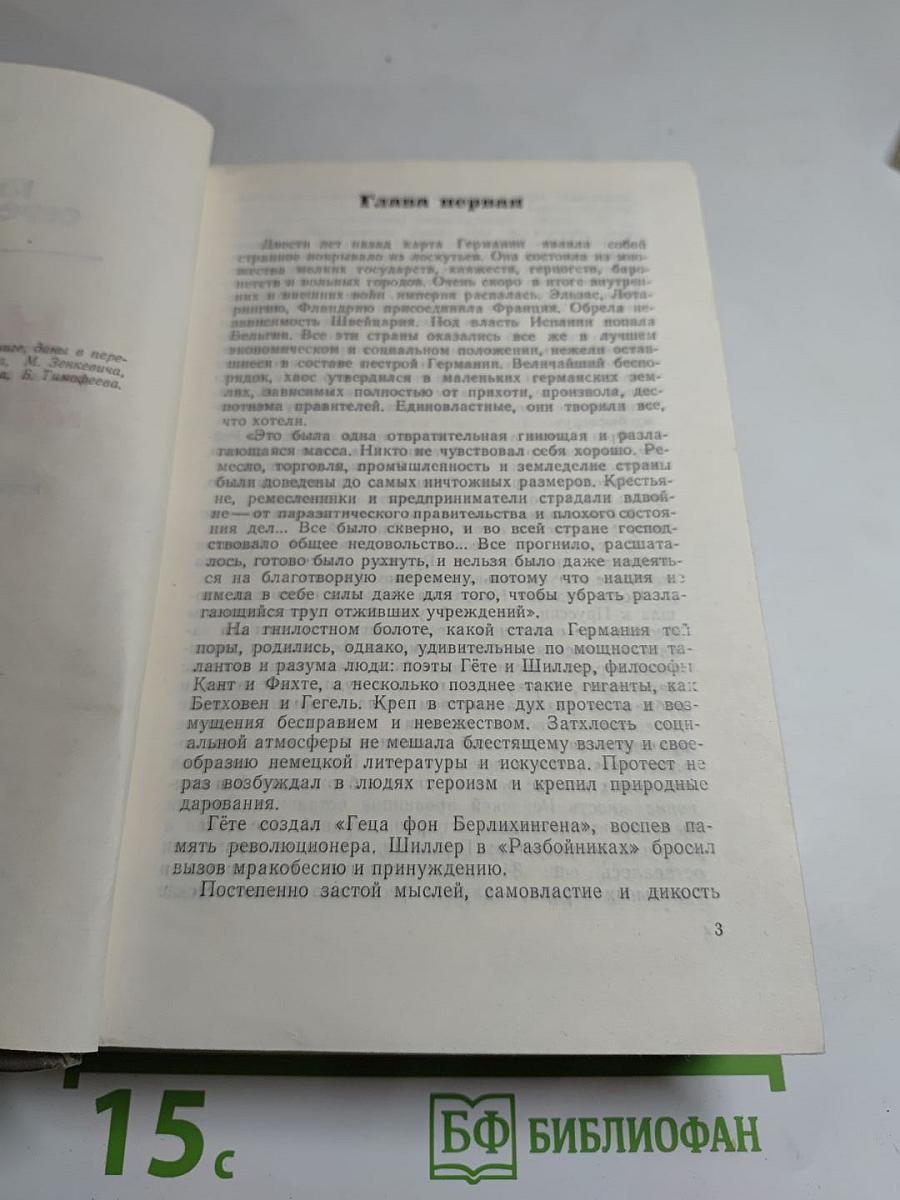 ниге, даны в пере-
а, М. Зенкевича,
а, Б. Тимофеева.
Глава первая
Двести лет назад карта Германии являла собой
странное покрывало из лоскутьев. Она состояла из мно-
жества мелких государств, княжеств, герцогств, баро-
нетств и вольных городов. Очень скоро в итоге внутрен-
них и внешних войн империя распалась. Эльзас, Лота-
рингию, Фландрию присоединила Франция. Обрела не-
зависимость Швейцария. Под власть Испании попала
Бельгия. Все эти страны оказались все же в лучшем
экономическом и социальном положении, нежели остав-
шиеся в составе пестрой Германии. Величайший беспо-
рядок, хаос утвердился в маленьких германских зем-
лях, зависимых полностью от прихоти, произвола, дес-
потизма правителей. Единовластные, они творили все,
что хотели.
«Это была одна отвратительная гниющая и разла-
гающаяся масса. Никто не чувствовал себя хорошо. Ре-
месло, торговля, промышленность и земледелие страны
были доведены до самых ничтожных размеров. Крестья-
не, ремесленники и предприниматели страдали вдвой-
не — от паразитического правительства и плохого состоя-
ния дел... Все было скверно, и во всей стране господ-
ствовало общее недовольство... Все прогнило, расшата-
лось, готово было рухнуть, и нельзя было даже надеять-
ся на благотворную перемену, потому что нация не
имела в себе силы даже для того, чтобы убрать разла-
гающийся труп отживших учреждений».
На гнилостном болоте, какой стала Германия той
поры, родились, однако, удивительные по мощности та-
лантов и разума люди: поэты Гёте и Шиллер, философы
Кант и Фихте, а несколько позднее такие гиганты, как
Бетховен и Гегель. Креп в стране дух протеста и воз-
мущения бесправием и невежеством. Затхлость соци-
альной атмосферы не мешала блестящему взлету и свое-
образию немецкой литературы и искусства. Протест не
раз возбуждал в людях героизм и крепил природные
дарования.
Гёте создал «Геца фон Берлихингена», воспев па-
мять революционера. Шиллер в «Разбойниках» бросил
вызов мракобесию и принуждению.
Постепенно застой мыслей, самовластие и дикость
3
15 с
БФ БИБЛИОФАН